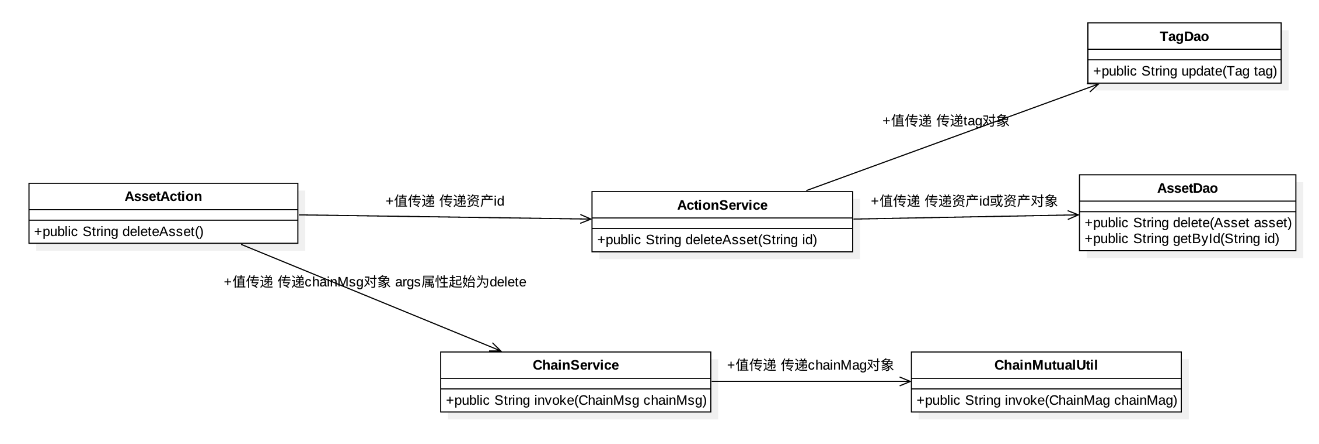 TagDao
+public String update(Tag tag)
+值传递 传递tag对象
AssetAction
+public String deleteAsset()
+值传递 传递资产id
ActionService
+public String deleteAsset(String id)
+值传递 传递资产id或资产对象
AssetDao
+public String delete(Asset asset)
+public String getById(String id)
+值传递 传递chainMsg对象 args属性起始为delete
ChainService
+public String invoke(ChainMsg chainMsg)
+值传递 传递chainMag对象
ChainMutualUtil
+public String invoke(ChainMag chainMag)